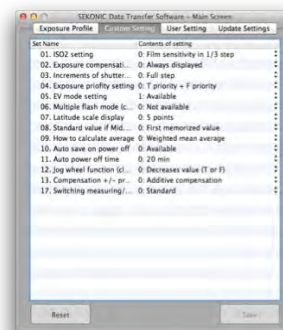 SEKONIC Data Transfer Software - Main Screen
Exposure Profile Custom Setting User Setting Update Settings
Set Name Contents of setting
01. ISO2 setting 0: Film sensitivity in 1/3 step
02. Exposure compensati... 0: Always displayed
03. Increments of shutter... 0: Full step
04. Exposure priofity setting 0: T priority + F priority
05. EV mode setting 1: Available
06. Multiple flash mode (c... 0: Not available
07. Latitude scale display 0: 5 points
08. Standard value if Mid... 0: First memorized value
09. How to calculate average 0: Weighted mean average
10. Auto save on power off 0: Available
11. Auto power off time 0: 20 min
12. Jog wheel function (cl... 0: Decreases value (T or F)
13. Compensation +/- pr... 0: Additive compensation
17. Switching measuring/... 0: Standard
Reset Save